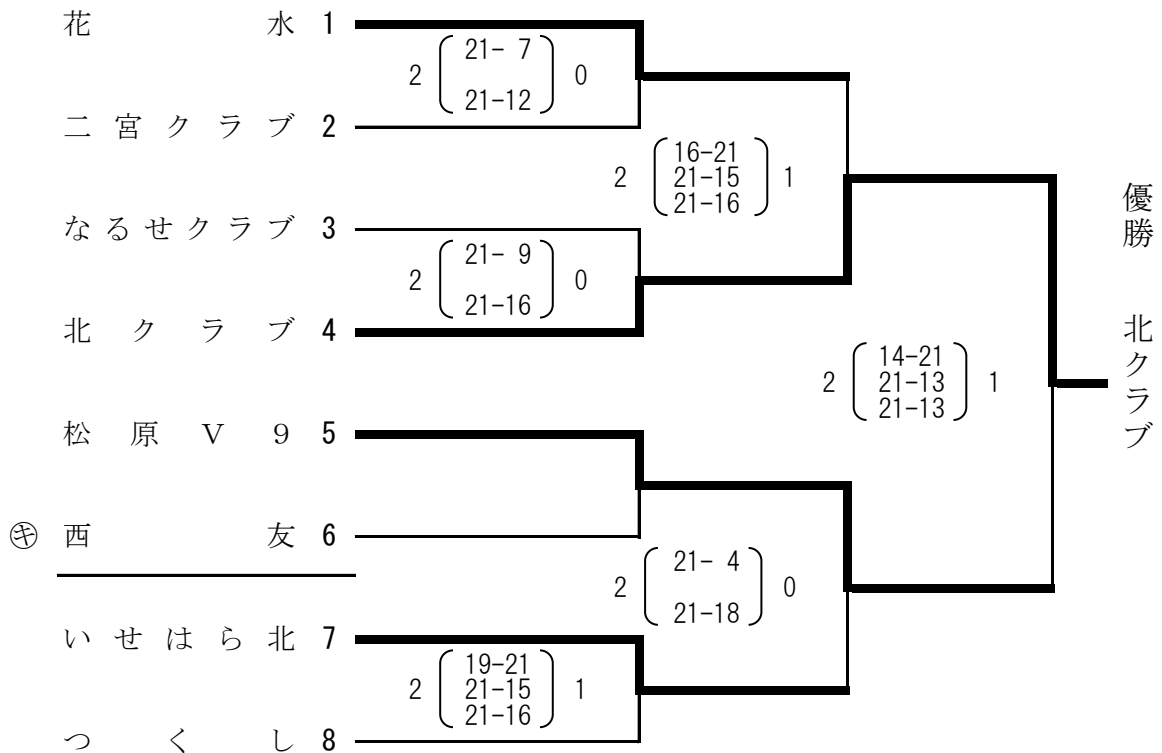 花水 1
2 21- 7 0
21-12
二宮クラブ 2
2 16-21 1
21-15
21-16
なるせクラブ 3
2 21- 9 0
21-16
北クラブ 4
優勝 北クラブ
2 14-21 1
21-13
21-13
松原V9 5
㋖ 西友 6
2 21- 4 0
21-18
いせはら北 7
2 19-21 1
21-15
21-16
つくし 8